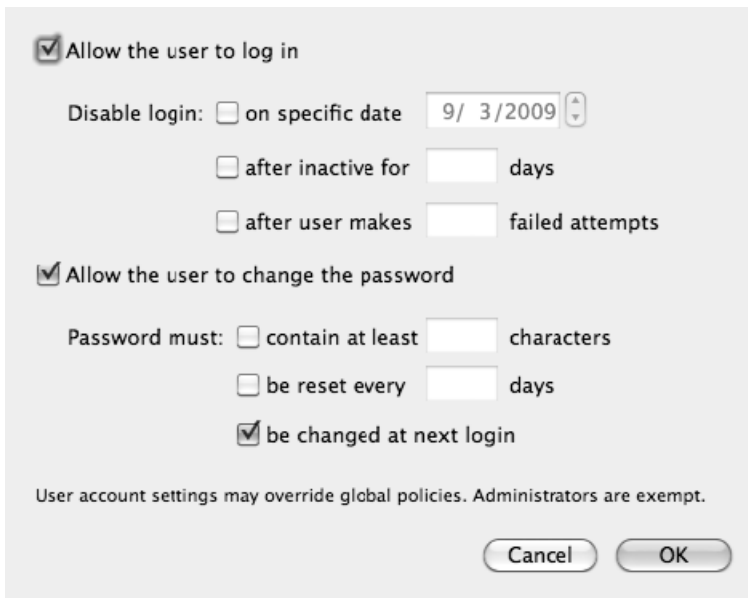 Allow the user to log in
Disable login: on specific date 9/ 3/2009
after inactive for days
after user makes failed attempts
Allow the user to change the password
Password must: contain at least characters
be reset every days
be changed at next login
User account settings may override global policies. Administrators are exempt.
Cancel OK